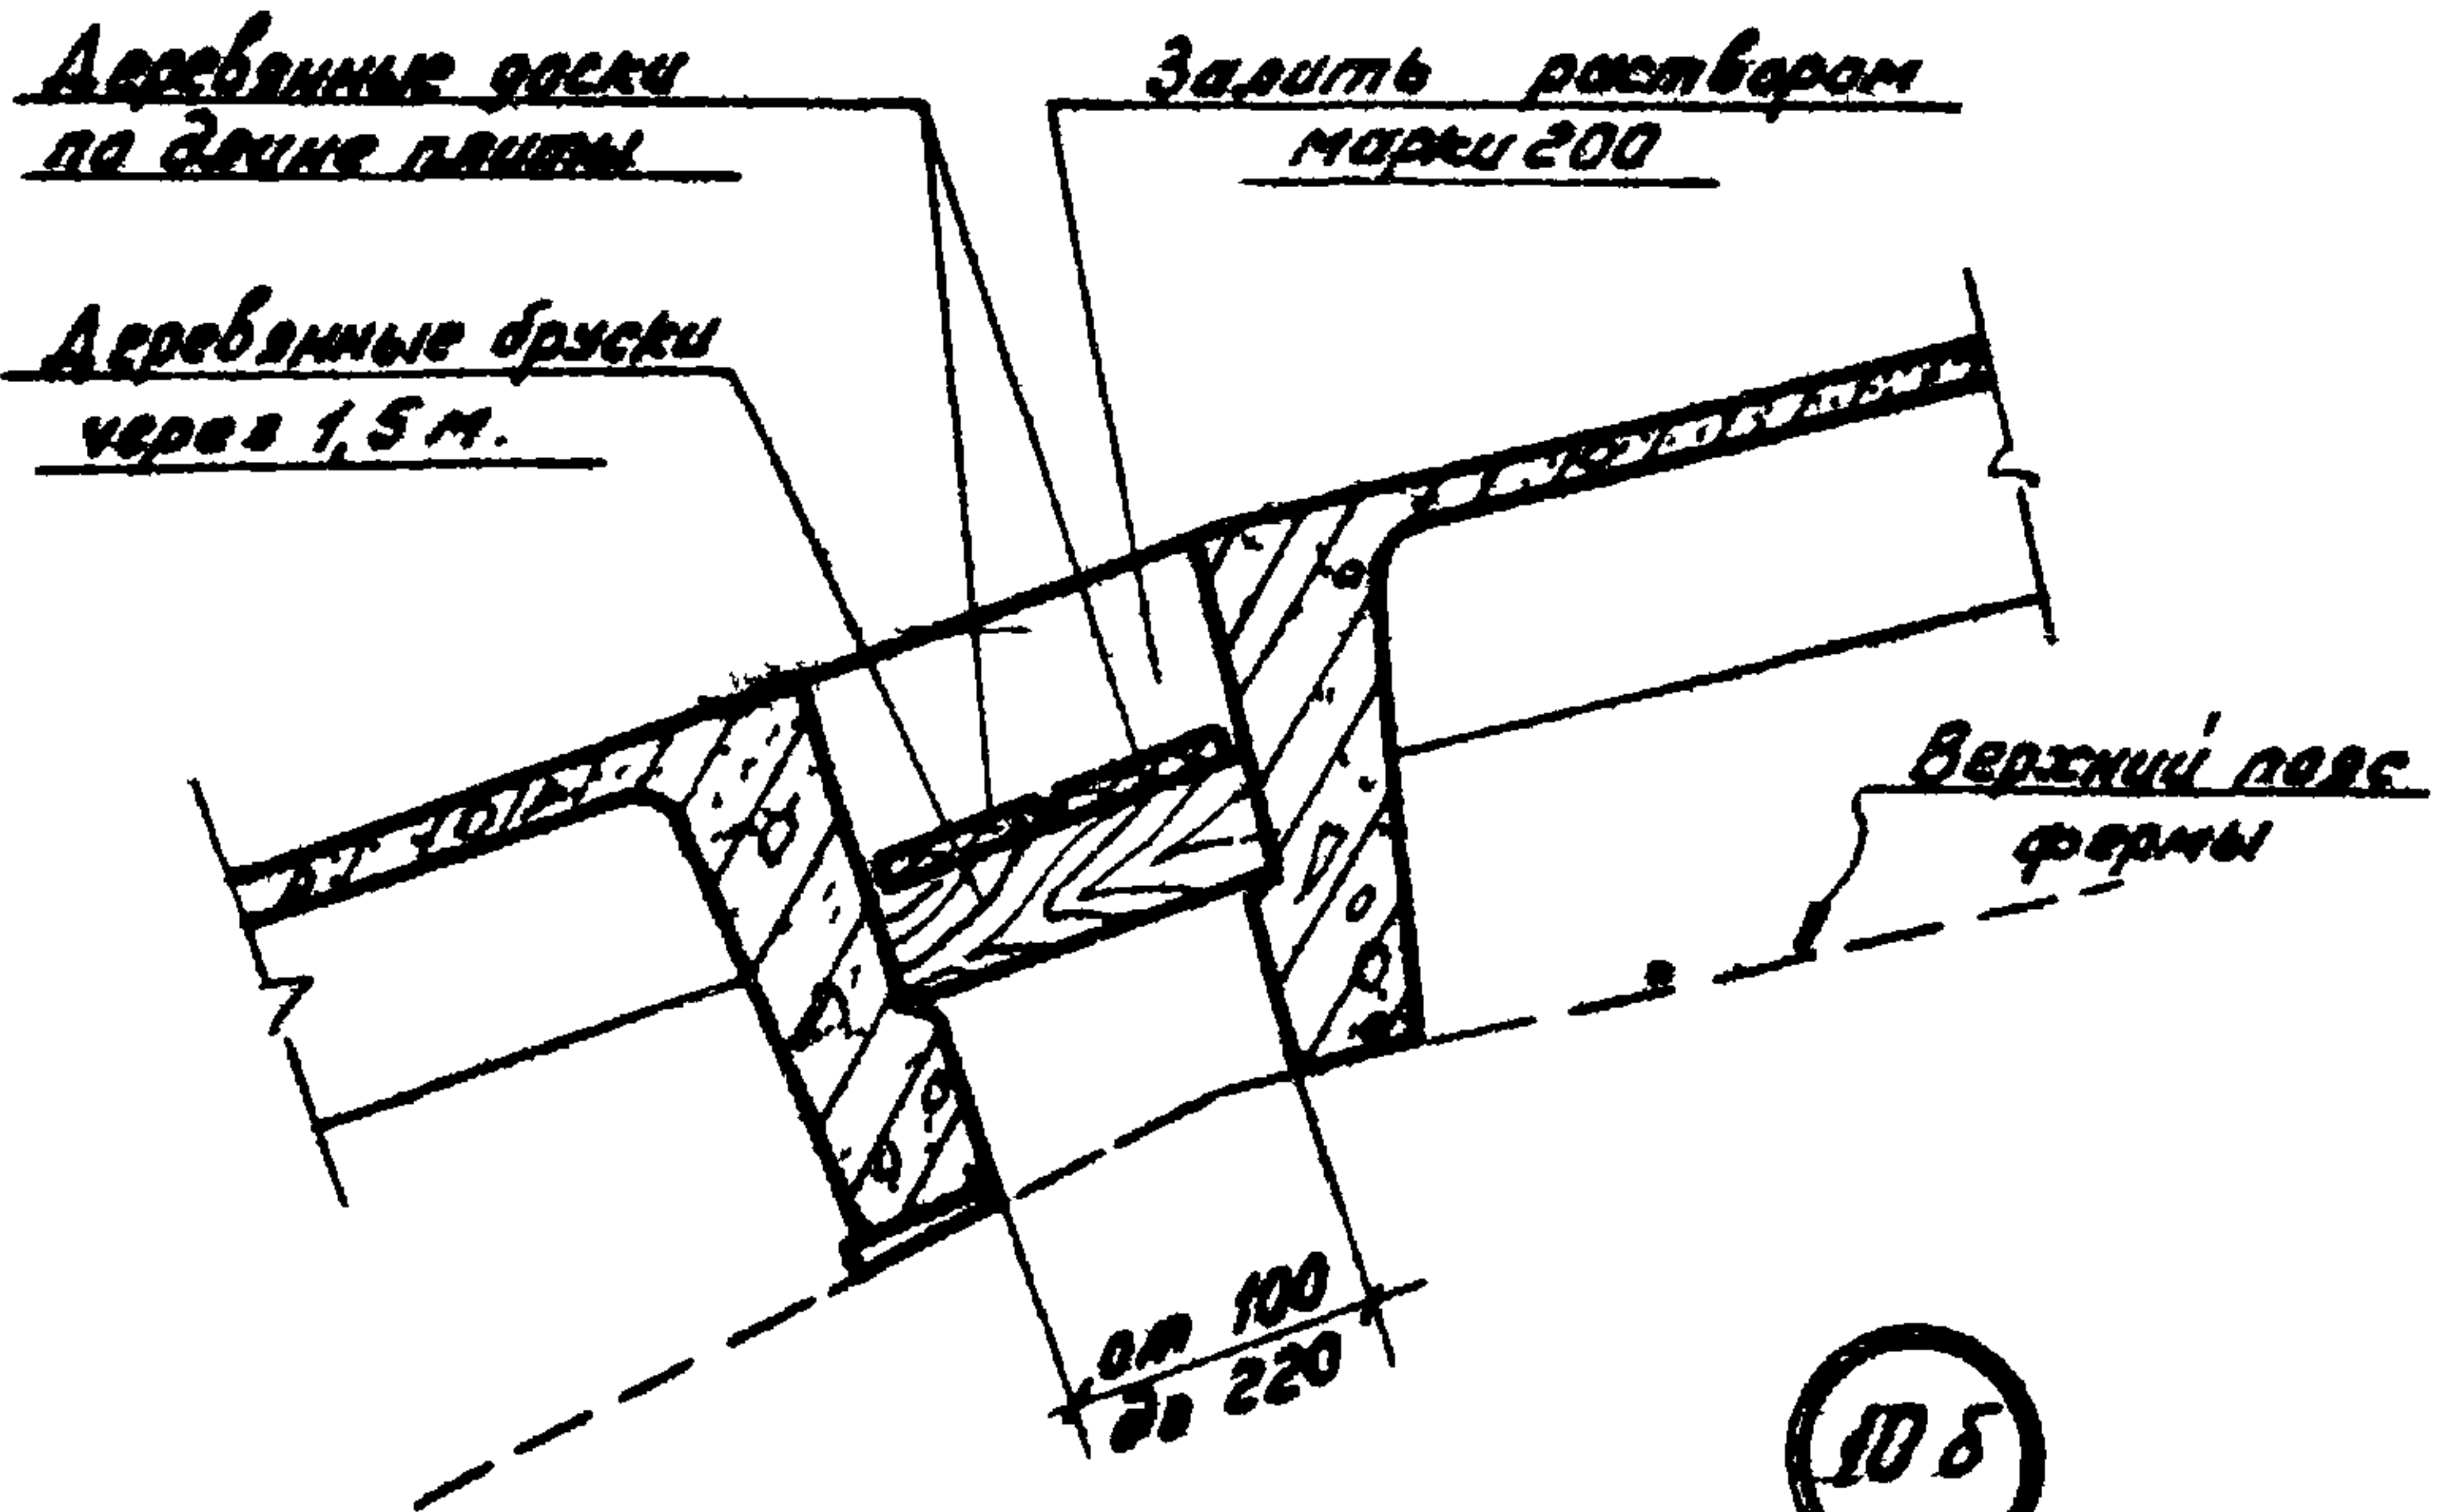 Деревянные доски
по длине плиты
Залить раствором
марки 200
Деревянные бруски
через 1,5 м.
Верхний пояс
фермы
от 100
до 220
10 б